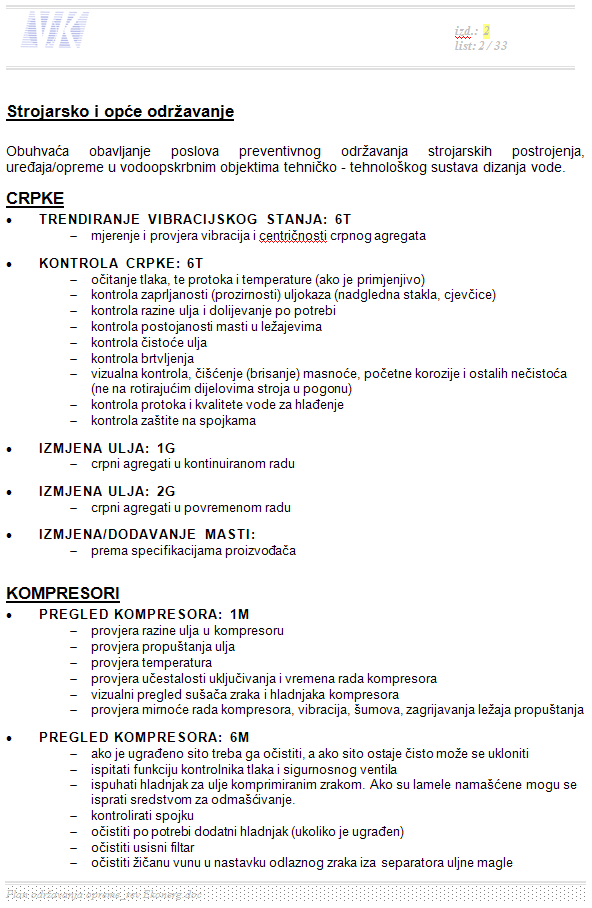 VK
izd.: 2
list: 2 / 33
Strojarsko i opće održavanje
Obuhvaća obavljanje poslova preventivnog održavanja strojarskih postrojenja,
uređaja/opreme u vodoopskrbnim objektima tehničko - tehnološkog sustava dizanja vode.
CRPKE
• TRENDIRANJE VIBRACIJSKOG STANJA: 6T
– mjerenje i provjera vibracija i centričnosti crpnog agregata
• KONTROLA CRPKE: 6T
– očitanje tlaka, te protoka i temperature (ako je primjenjivo)
– kontrola zaprljanosti (prozirnosti) uljokaza (nadgledna stakla, cjevčice)
– kontrola razine ulja i dolijevanje po potrebi
– kontrola postojanosti masti u ležajevima
– kontrola čistoće ulja
– kontrola brtvljenja
– vizualna kontrola, čišćenje (brisanje) masnoće, početne korozije i ostalih nečistoća
(ne na rotirajućim dijelovima stroja u pogonu)
– kontrola protoka i kvalitete vode za hlađenje
– kontrola zaštite na spojkama
• IZMJENA ULJA: 1G
– crpni agregati u kontinuiranom radu
• IZMJENA ULJA: 2G
– crpni agregati u povremenom radu
• IZMJENA/DODAVANJE MASTI:
– prema specifikacijama proizvođača
KOMPRESORI
• PREGLED KOMPRESORA: 1M
– provjera razine ulja u kompresoru
– provjera propuštanja ulja
– provjera temperatura
– provjera učestalosti uključivanja i vremena rada kompresora
– vizualni pregled sušača zraka i hladnjaka kompresora
– provjera mirnoće rada kompresora, vibracija, šumova, zagrijavanja ležaja propuštanja
• PREGLED KOMPRESORA: 6M
– ako je ugrađeno sito treba ga očistiti, a ako sito ostaje čisto može se ukloniti
– ispitati funkciju kontrolnika tlaka i sigurnosnog ventila
– ispuhati hladnjak za ulje komprimiranim zrakom. Ako su lamele namašćene mogu se
isprati sredstvom za odmašćivanje.
– kontrolirati spojku
– očistiti po potrebi dodatni hladnjak (ukoliko je ugrađen)
– očistiti usisni filtar
– očistiti žičanu vunu u nastavku odlaznog zraka iza separatora uljne magle
Plan održavanja opreme_rev Ekonerg.doc